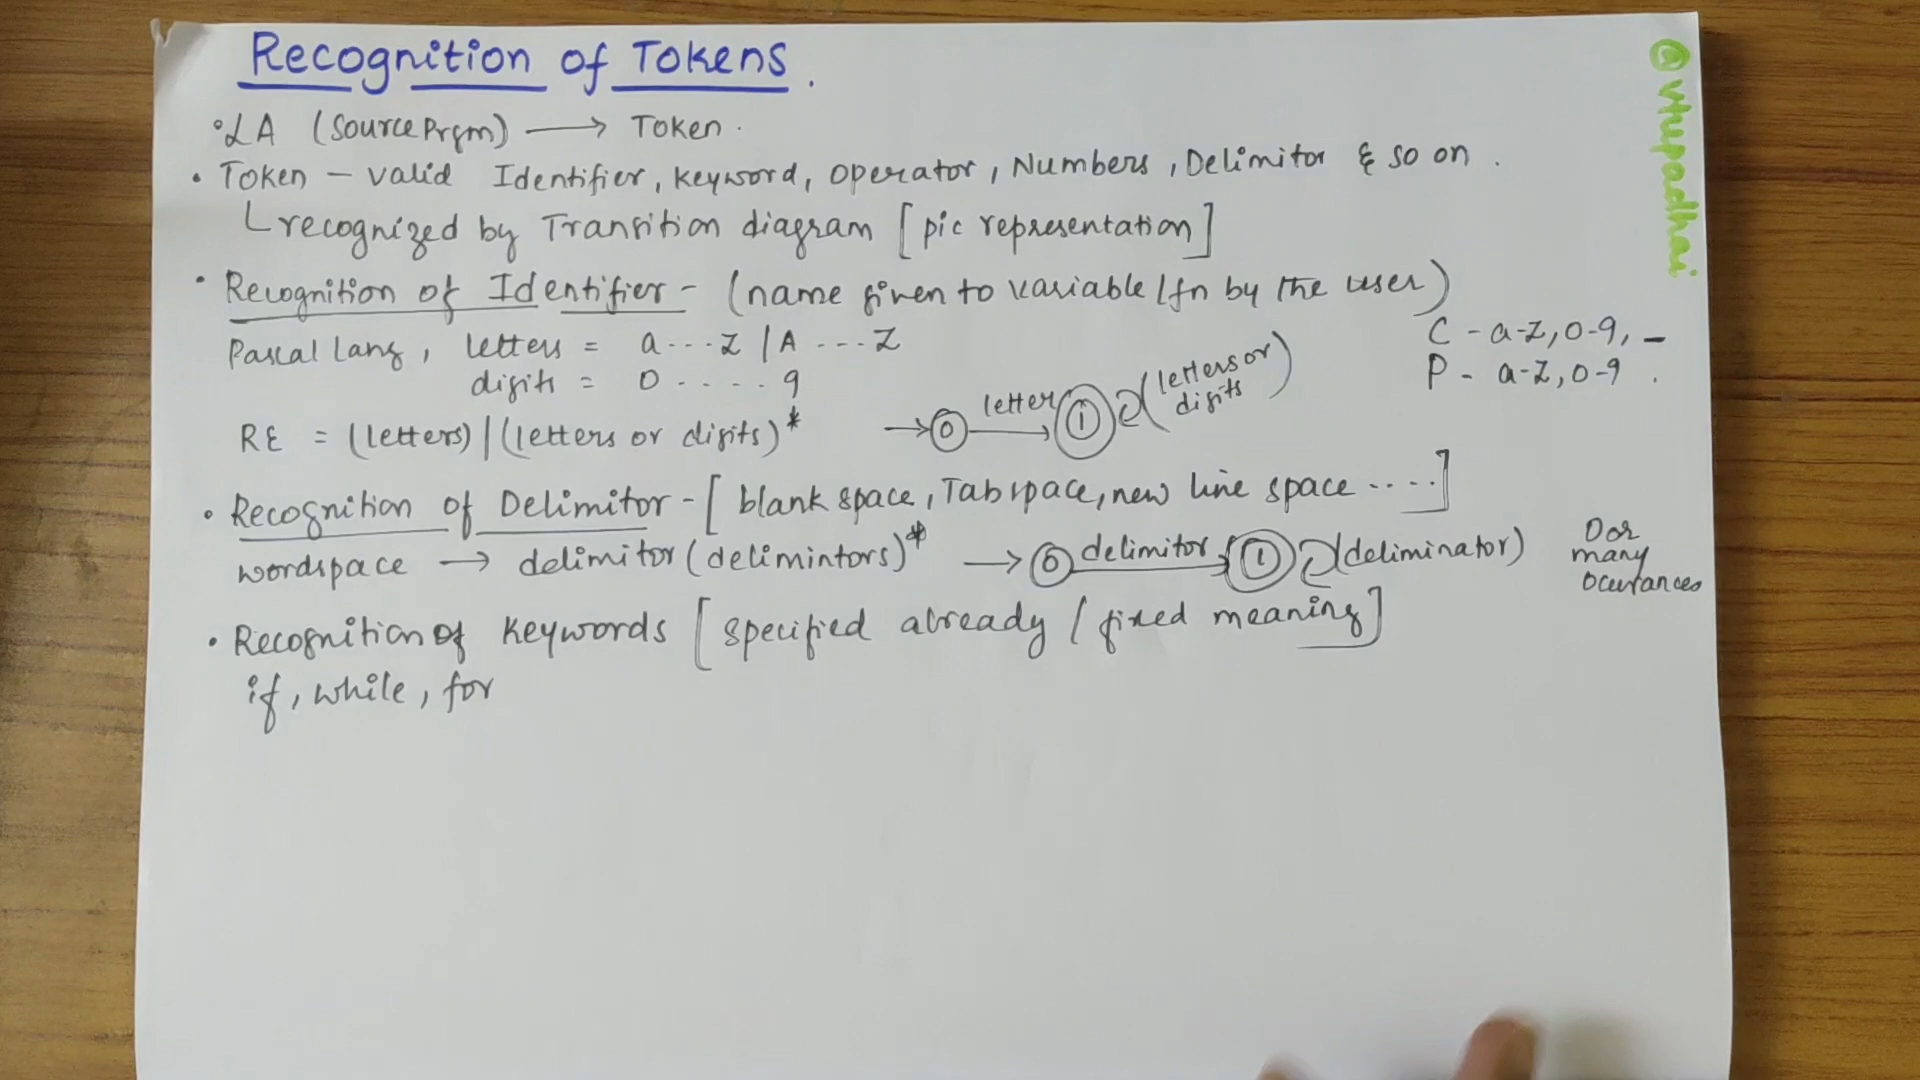 Recognition of Tokens.
• LA (Source Prgm) → Token.
• Token – valid Identifier, keyword, operator, Numbers, Delimitor & so on.
recognized by Transition diagram [pic representation]
• Recognition of Identifier – (name given to variable/fn by the user)
Pascal lang, letters = a...z | A...Z
digits = 0.....9
C - a-z, 0-9, _
P - a-z, 0-9.
RE = (letters) | (letters or digits)*
→ 0 letter 1 (letters or digits)
• Recognition of Delimitor – [blank space, Tab space, new line space ....]
wordspace → delimitor (delimintors)* → 0 delimitor 1 (deliminator)
0 or
many
ocurrances
• Recognition of keywords [specified already / fixed meaning]
if, while, for
@vtupadhai